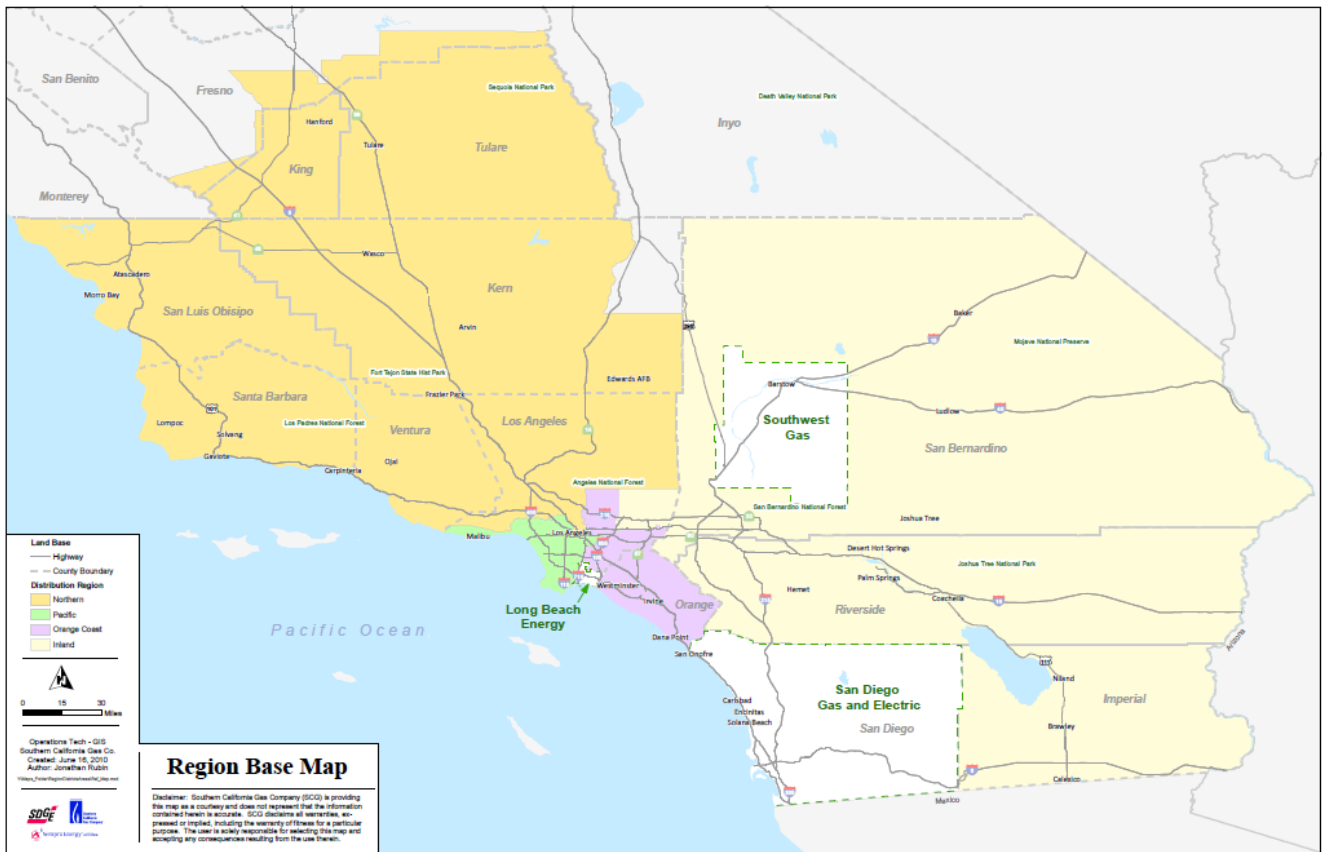 San Benito
Fresno
Sequoia National Park
Death Valley National Park
Inyo
Hanford
Tulare
Tulare
King
Monterey
Wasco
Atascadero
Morro Bay
Kern
San Luis Obisipo
Arvin
Baker
Mojave National Preserve
Fort Tejon State Hist Park
Edwards AFB
Barstow
Santa Barbara
Frazier Park
Los Angeles
Ludlow
Lompoc
Los Padres National Forest
Ventura
Southwest
Gas
Solvang
San Bernardino
Gaviota
Carpinteria
Ojai
Angeles National Forest
San Bernardino National Forest
Joshua Tree
Malibu
Los Angeles
Desert Hot Springs
Joshua Tree National Park
Palm Springs
Westminster
Hemet
Coachella
Irvine
Orange
Riverside
Long Beach
Energy
Pacific Ocean
Dana Point
San Onofre
Arizona
Niland
San Diego
Gas and Electric
Imperial
Carlsbad
Encinitas
Solana Beach
San Diego
Brawley
Calexico
Mexico
Land Base
Highway
County Boundary
Distribution Region
Northern
Pacific
Orange Coast
Inland
0 15 30
Miles
Operations Tech - GIS
Southern California Gas Co.
Created: June 16, 2010
Author: Jonathan Rubin
SDGE
Sempra Energy utilities
Region Base Map
Disclaimer: Southern California Gas Company (SCG) is providing
this map as a courtesy and does not represent that the information
contained herein is accurate. SCG disclaims all warranties, ex-
pressed or implied, including the warranty of fitness for a particular
purpose. The user is solely responsible for selecting this map and
accepting any consequences resulting from the use therein.